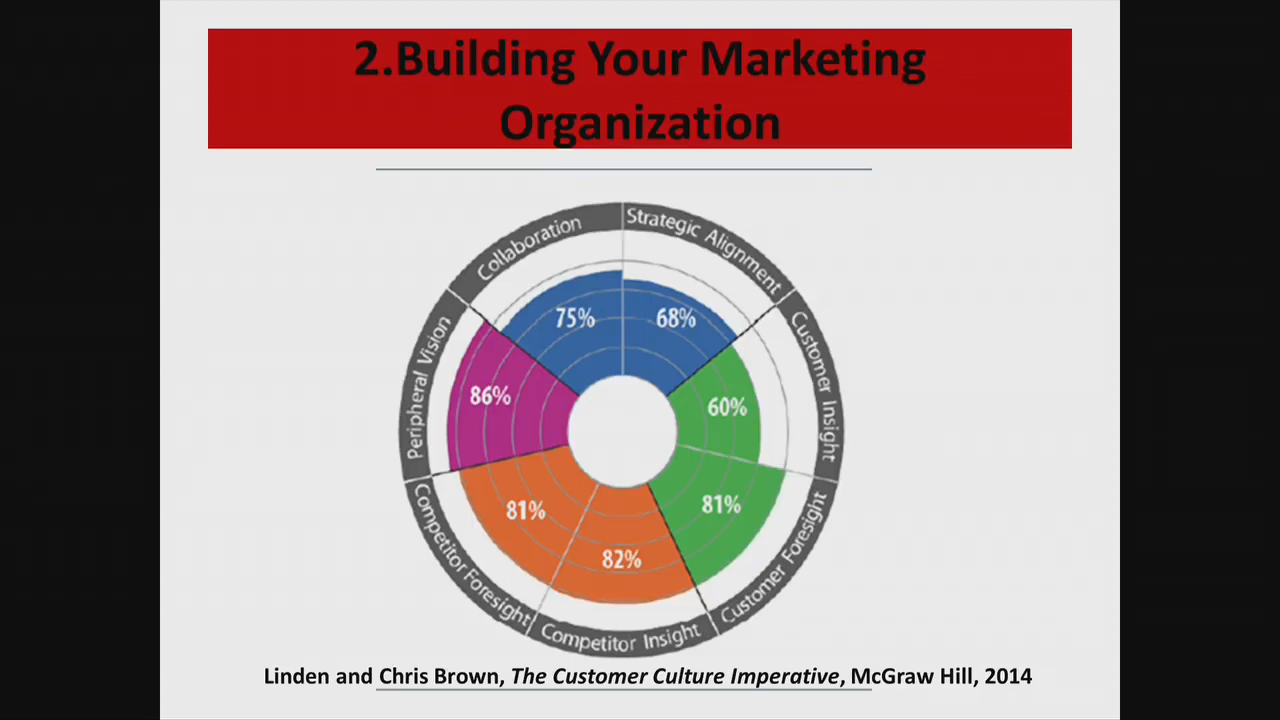 2.Building Your Marketing
Organization
Collaboration
Strategic Alignment
Peripheral Vision
Customer Insight
75%
68%
86%
60%
81%
81%
82%
Competitor Foresight
Customer Foresight
Competitor Insight
Linden and Chris Brown, The Customer Culture Imperative, McGraw Hill, 2014